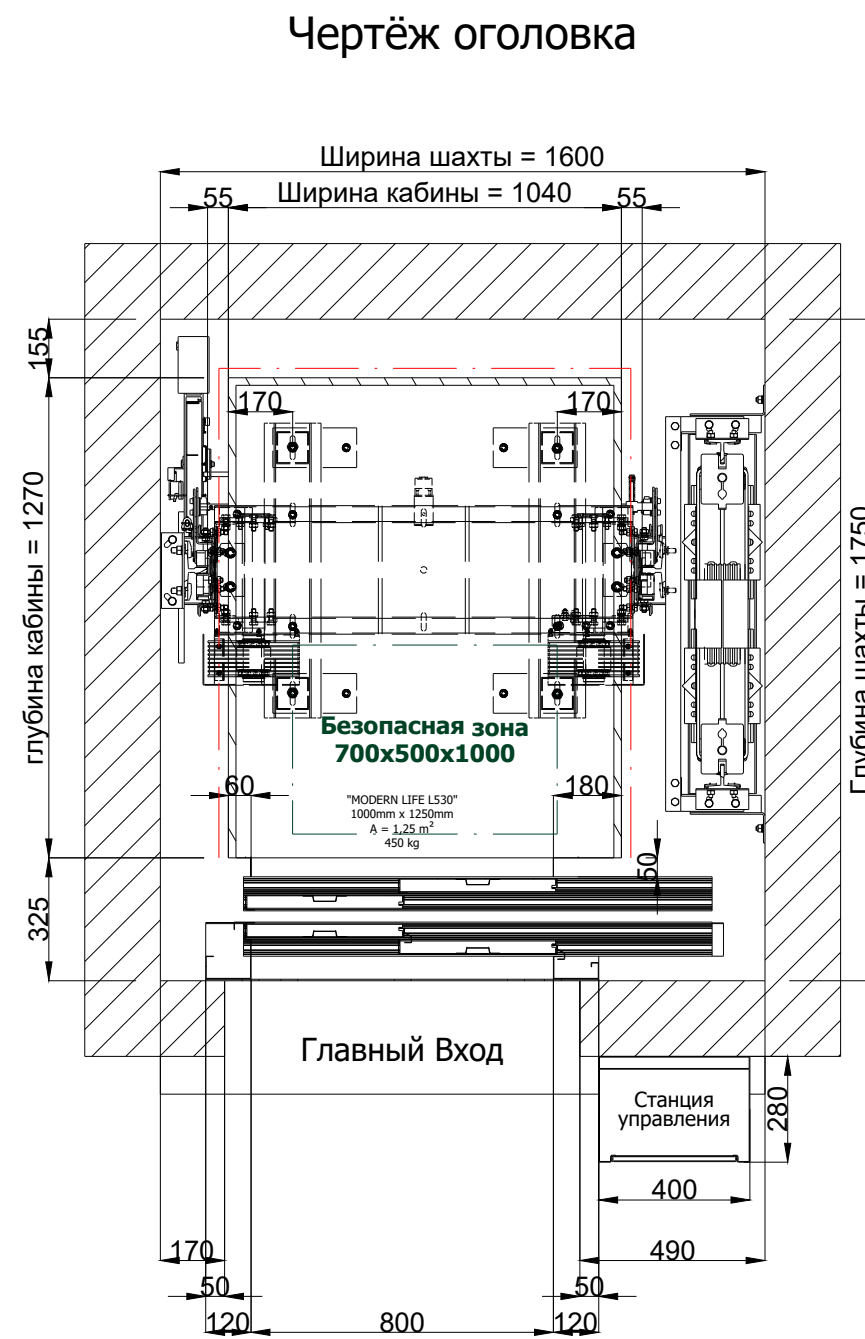 Чертёж оголовка
Ширина шахты = 1600
55
Ширина кабины = 1040
55
155
170
170
глубина кабины = 1270
Глубина шахты = 1750
Безопасная зона
700x500x1000
60
180
"MODERN LIFE L530"
1000mm x 1250mm
A = 1,25 m²
450 kg
50
325
Главный Вход
Станция
управления
280
400
170
490
50
50
120
800
120